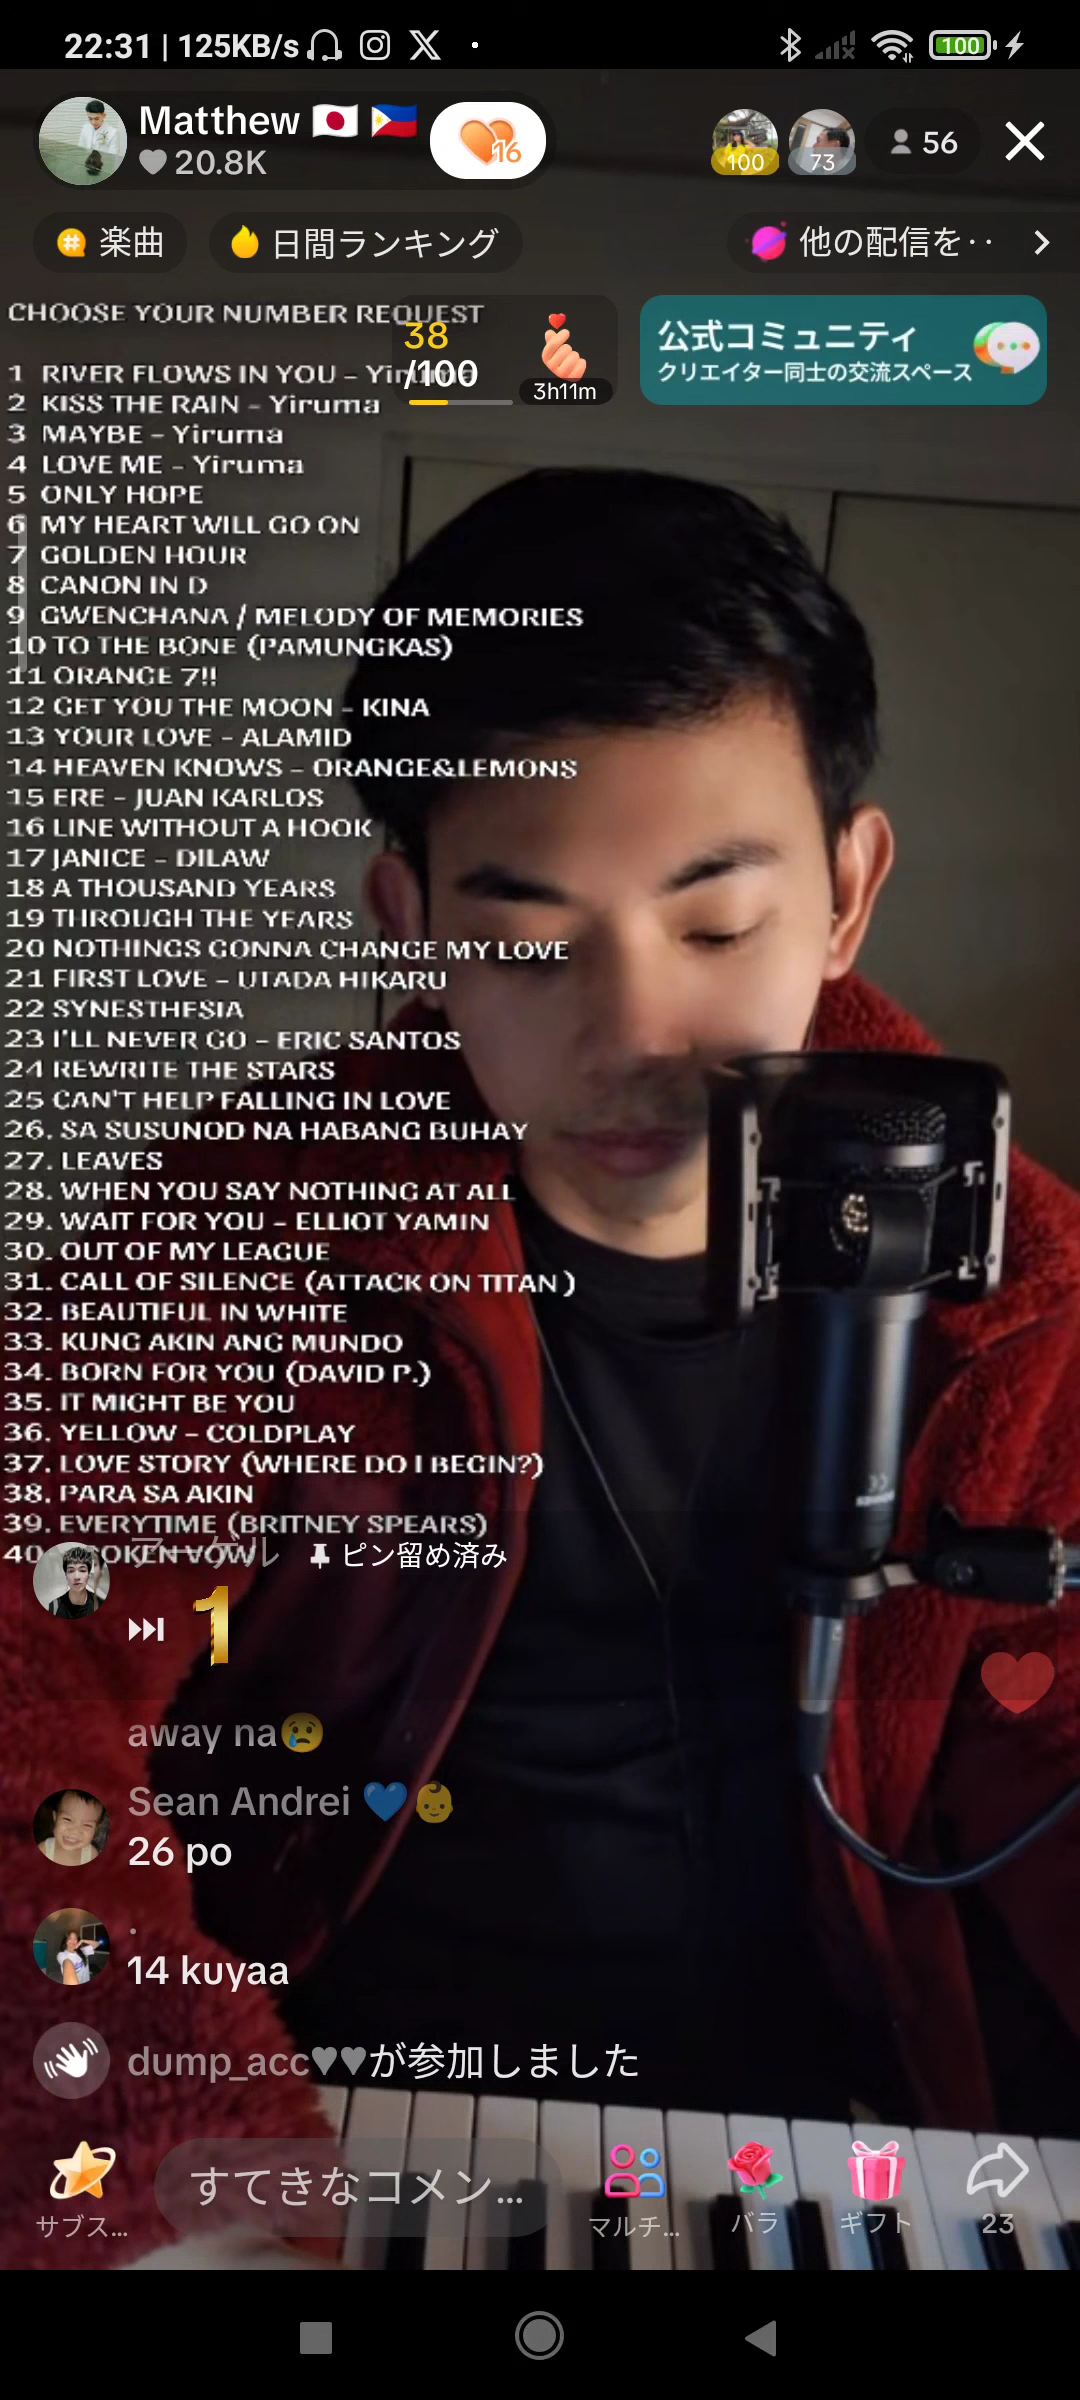 22:31 | 125KB/s
100
Matthew 🇯🇵 🇵🇭
20.8K
16
100
73
56
楽曲
日間ランキング
他の配信を··
CHOOSE YOUR NUMBER REQUEST
38
/100
3h11m
公式コミュニティ
クリエイター同士の交流スペース
1 RIVER FLOWS IN YOU –
2 KISS THE RAIN – Yiruma
3 MAYBE – Yiruma
4 LOVE ME – Yiruma
5 ONLY HOPE
6 MY HEART WILL GO ON
7 GOLDEN HOUR
8 CANON IN D
9 GWENCHANA / MELODY OF MEMORIES
10 TO THE BONE (PAMUNGKAS)
11 ORANGE 7!!
12 GET YOU THE MOON – KINA
13 YOUR LOVE – ALAMID
14 HEAVEN KNOWS – ORANGE&LEMONS
15 ERE – JUAN KARLOS
16 LINE WITHOUT A HOOK
17 JANICE – DILAW
18 A THOUSAND YEARS
19 THROUGH THE YEARS
20 NOTHINGS GONNA CHANGE MY LOVE
21 FIRST LOVE – UTADA HIKARU
22 SYNESTHESIA
23 I'LL NEVER GO – ERIC SANTOS
24 REWRITE THE STARS
25 CAN'T HELP FALLING IN LOVE
26. SA SUSUNOD NA HABANG BUHAY
27. LEAVES
28. WHEN YOU SAY NOTHING AT ALL
29. WAIT FOR YOU – ELLIOT YAMIN
30. OUT OF MY LEAGUE
31. CALL OF SILENCE (ATTACK ON TITAN )
32. BEAUTIFUL IN WHITE
33. KUNG AKIN ANG MUNDO
34. BORN FOR YOU (DAVID P.)
35. IT MIGHT BE YOU
36. YELLOW – COLDPLAY
37. LOVE STORY (WHERE DO I BEGIN?)
38. PARA SA AKIN
39. EVERYTIME (BRITNEY SPEARS)
40 VOW
ピン留め済み
1
away na😢
Sean Andrei 💙👶
26 po
.
14 kuyaa
dump_acc♥♥が参加しました
サブス...
すてきなコメン...
マルチ...
バラ
ギフト
23